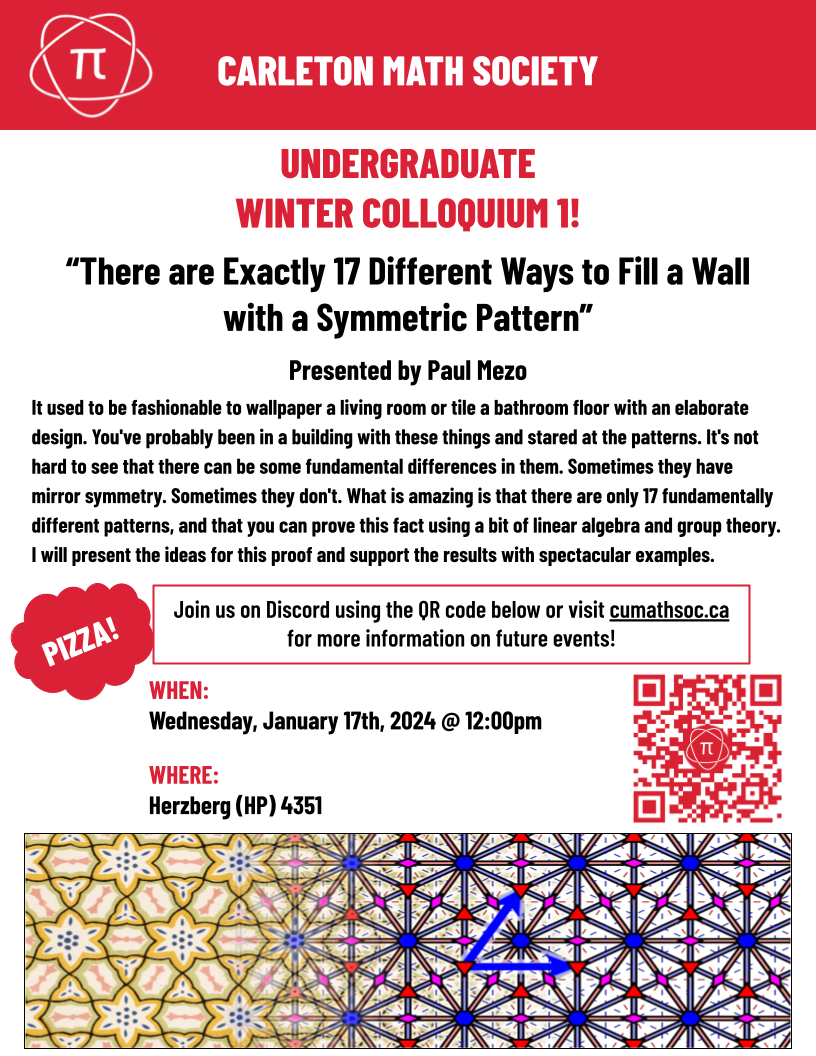 π
CARLETON MATH SOCIETY
UNDERGRADUATE
WINTER COLLOQUIUM 1!
“There are Exactly 17 Different Ways to Fill a Wall
with a Symmetric Pattern”
Presented by Paul Mezo
It used to be fashionable to wallpaper a living room or tile a bathroom floor with an elaborate
design. You've probably been in a building with these things and stared at the patterns. It's not
hard to see that there can be some fundamental differences in them. Sometimes they have
mirror symmetry. Sometimes they don't. What is amazing is that there are only 17 fundamentally
different patterns, and that you can prove this fact using a bit of linear algebra and group theory.
I will present the ideas for this proof and support the results with spectacular examples.
PIZZA!
Join us on Discord using the QR code below or visit cumathsoc.ca
for more information on future events!
WHEN:
Wednesday, January 17th, 2024 @ 12:00pm
WHERE:
Herzberg (HP) 4351
π